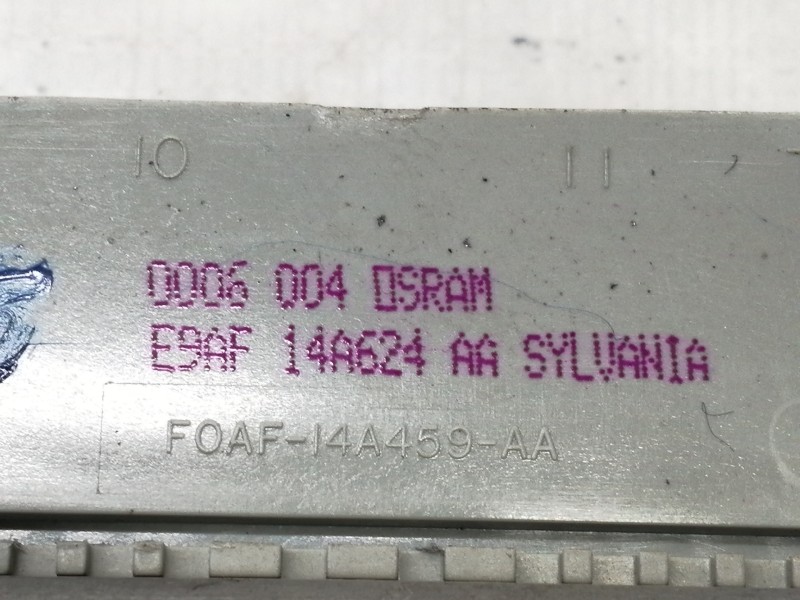 10 11
0006 004 OSRAM
E9AF 14A624 AA SYLVANIA
F0AF-14A459-AA